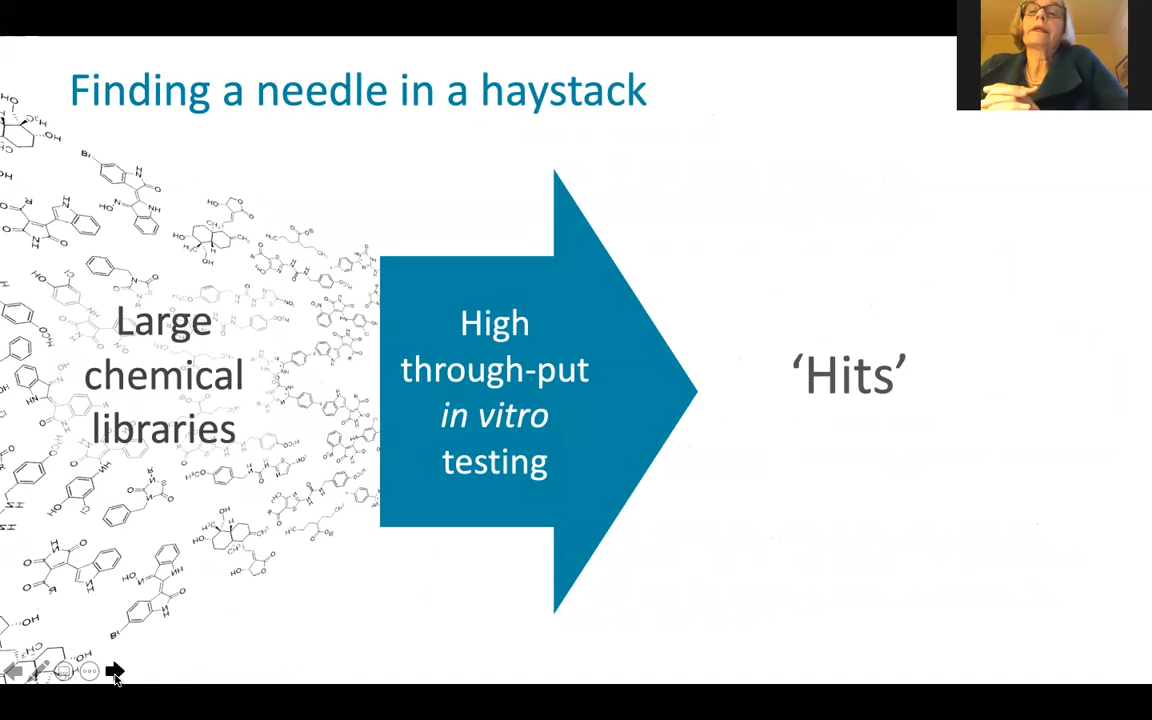 Finding a needle in a haystack
Large
chemical
libraries
High
through-put
in vitro
testing
‘Hits’